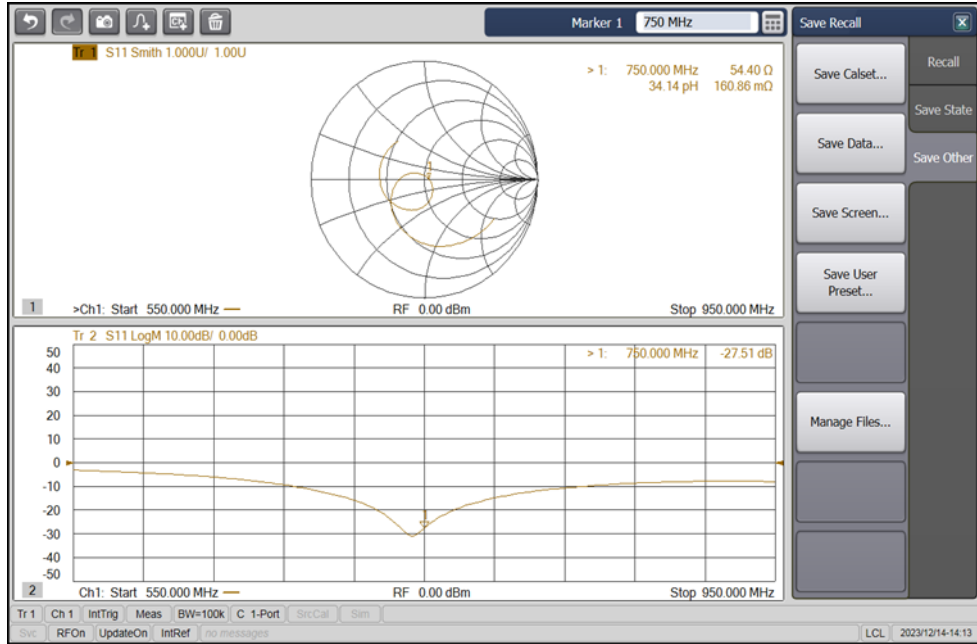 Marker 1 750 MHz
Save Recall
Tr 1 S11 Smith 1.000U/ 1.00U
> 1: 750.000 MHz 54.40 Ω
34.14 pH 160.86 mΩ
1
1
>Ch1: Start 550.000 MHz
RF 0.00 dBm
Stop 950.000 MHz
Tr 2 S11 LogM 10.00dB/ 0.00dB
> 1: 750.000 MHz -27.51 dB
50
40
30
20
10
0
-10
-20
-30
-40
-50
1
2
Ch1: Start 550.000 MHz
RF 0.00 dBm
Stop 950.000 MHz
Save Calset...
Save Data...
Save Screen...
Save User
Preset...
Manage Files...
Recall
Save State
Save Other
Tr 1 Ch 1 IntTrig Meas BW=100k C 1-Port SrcCal Sim
Svc RFOn UpdateOn IntRef no messages LCL 2023/12/14-14:13